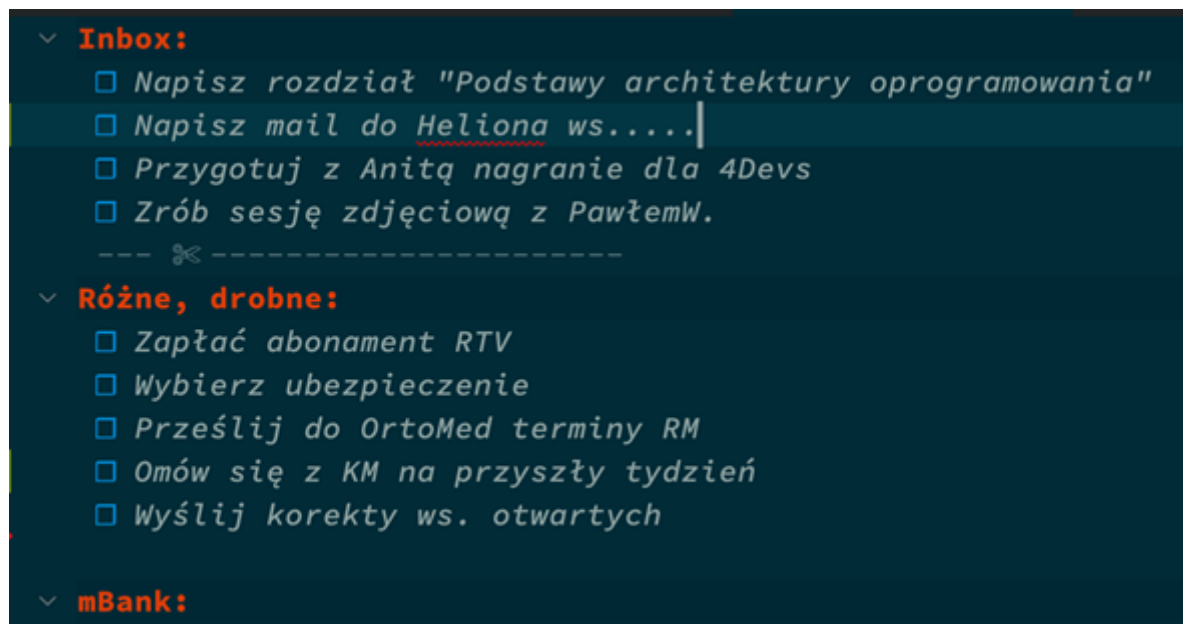 Inbox:
☐ Napisz rozdział "Podstawy architektury oprogramowania"
☐ Napisz mail do Heliona ws.....
☐ Przygotuj z Anitą nagranie dla 4Devs
☐ Zrób sesję zdjęciową z PawłemW.
--- ✂ ----------------------
Różne, drobne:
☐ Zapłać abonament RTV
☐ Wybierz ubezpieczenie
☐ Prześlij do OrtoMed terminy RM
☐ Omów się z KM na przyszły tydzień
☐ Wyślij korekty ws. otwartych
mBank: